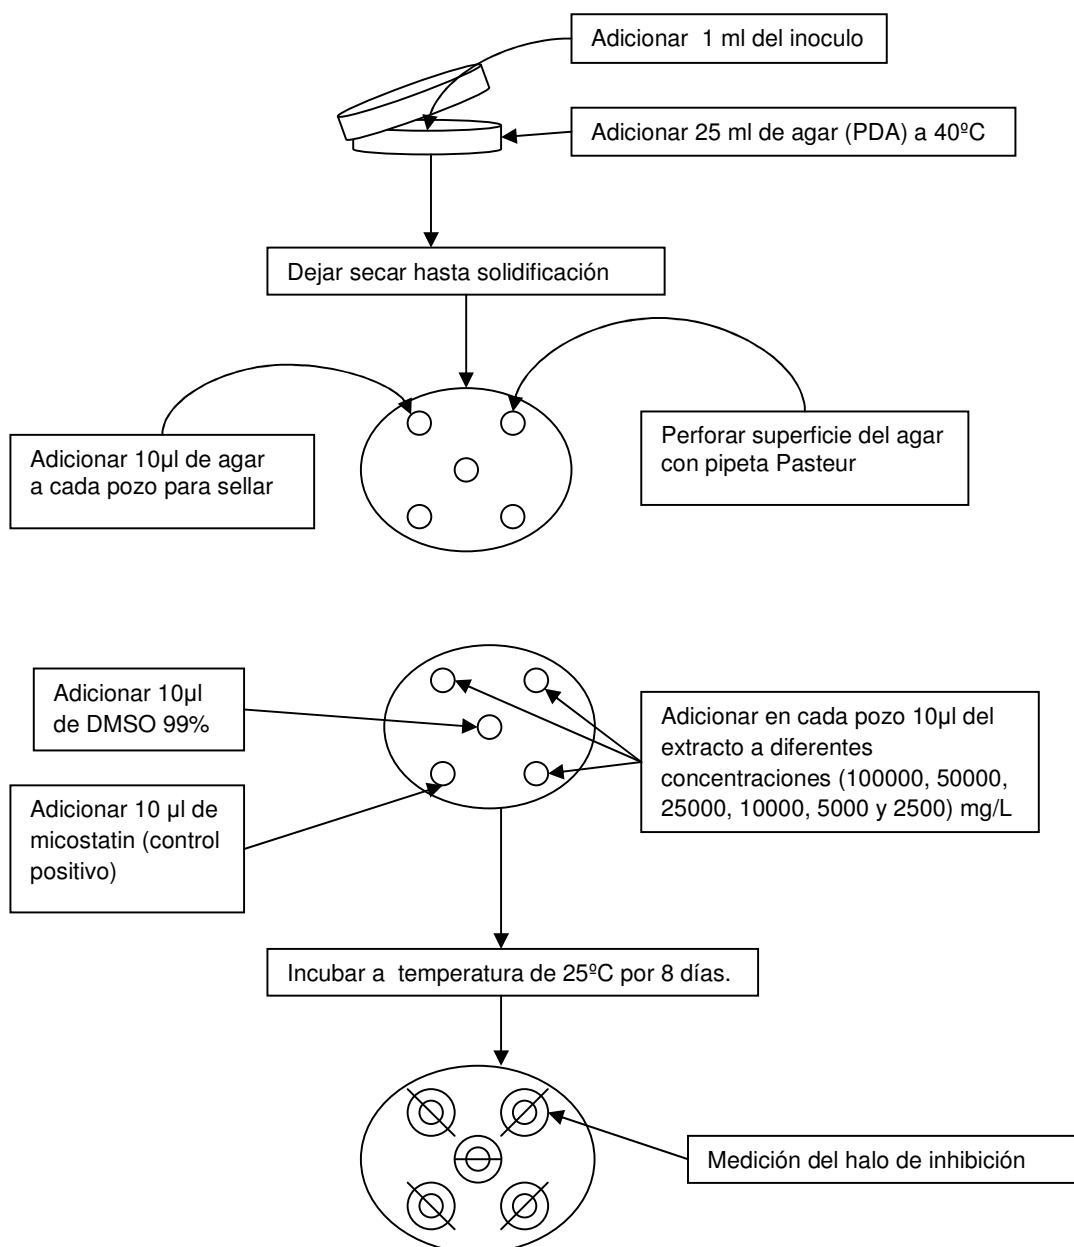 Adicionar 1 ml del inoculo
Adicionar 25 ml de agar (PDA) a 40ºC
Dejar secar hasta solidificación
Adicionar 10µl de agar
a cada pozo para sellar
Perforar superficie del agar
con pipeta Pasteur
Adicionar 10µl
de DMSO 99%
Adicionar en cada pozo 10µl del
extracto a diferentes
concentraciones (100000, 50000,
25000, 10000, 5000 y 2500) mg/L
Adicionar 10 µl de
micostatin (control
positivo)
Incubar a temperatura de 25ºC por 8 días.
Medición del halo de inhibición